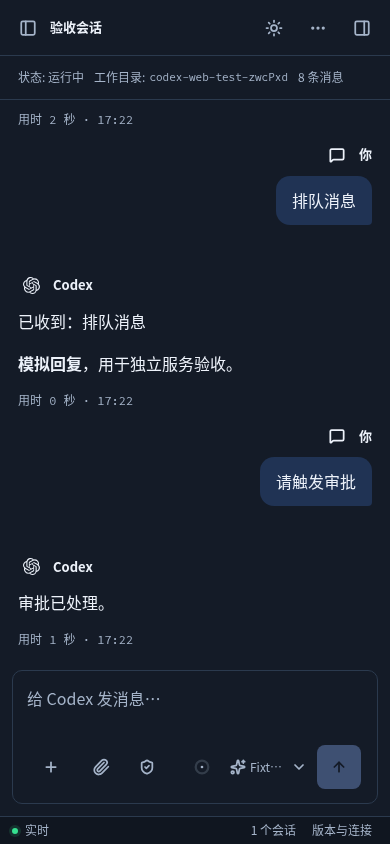 验收会话
状态: 运行中 工作目录: codex-web-test-zwcPxd 8 条消息
用时 2 秒 · 17:22
你
排队消息
Codex
已收到：排队消息
模拟回复，用于独立服务验收。
用时 0 秒 · 17:22
你
请触发审批
Codex
审批已处理。
用时 1 秒 · 17:22
给 Codex 发消息…
Fixt…
实时 1 个会话 版本与连接